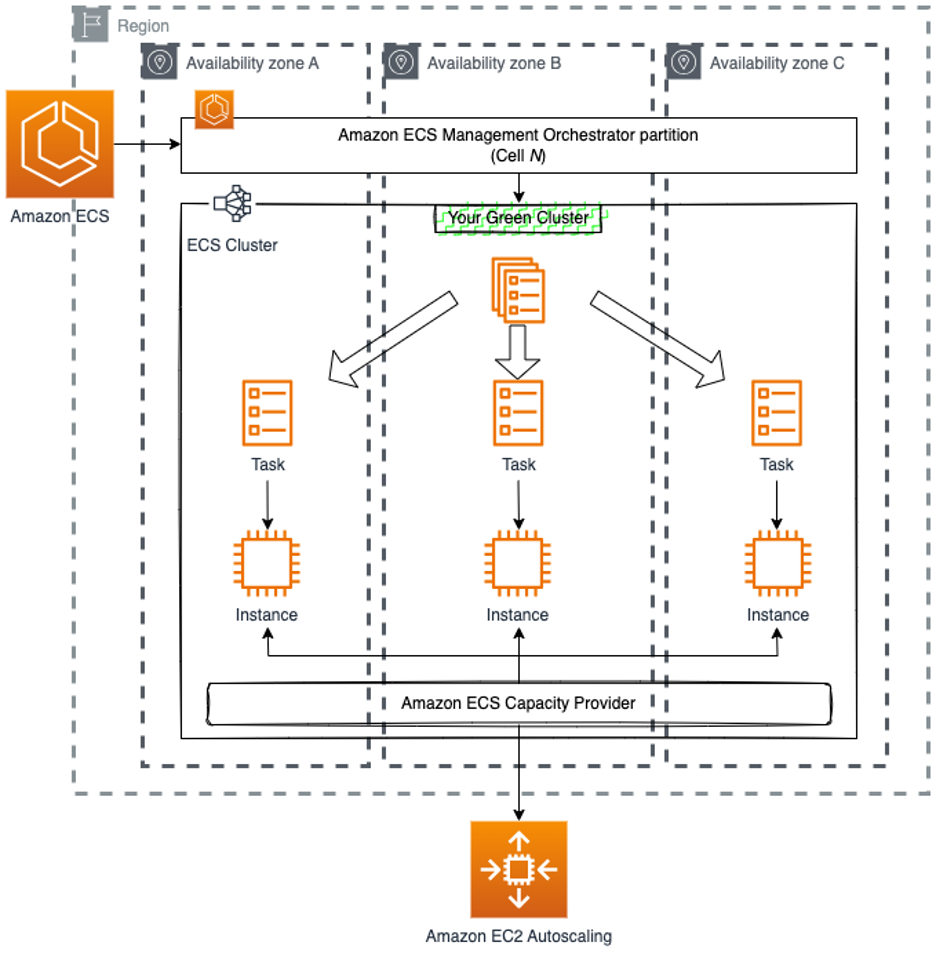 Region
Availability zone A
Availability zone B
Availability zone C
Amazon ECS Management Orchestrator partition
(Cell N)
Amazon ECS
Your Green Cluster
ECS Cluster
Task
Task
Task
Instance
Instance
Instance
Amazon ECS Capacity Provider
Amazon EC2 Autoscaling